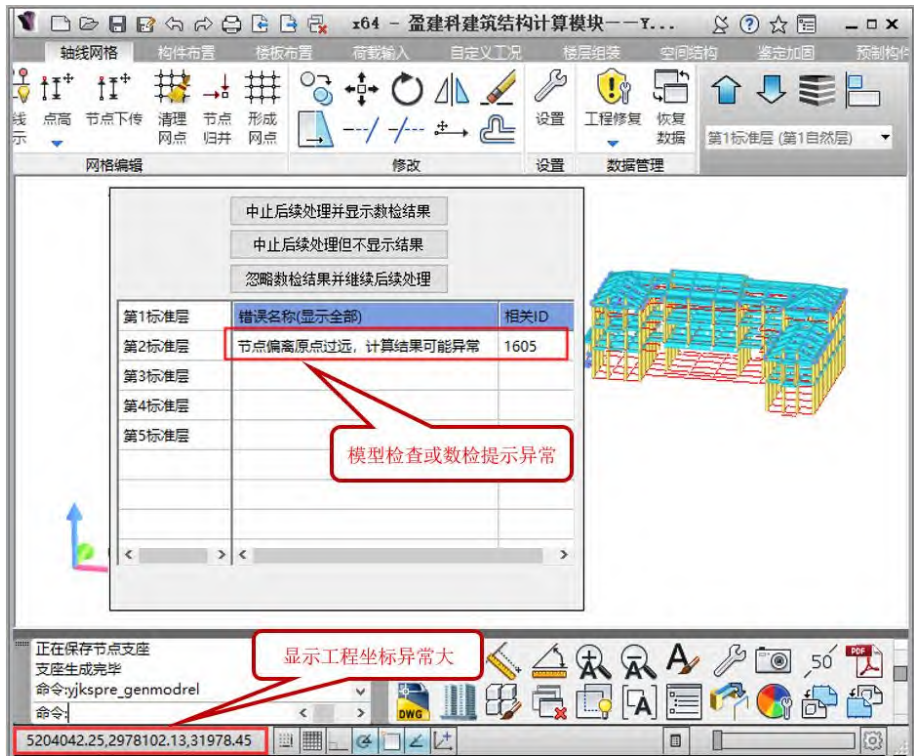 x64 - 盈建科建筑结构计算模块——Y...
轴线网格 构件布置 楼板布置 荷载输入 自定义工况 楼层组装 空间结构 鉴定加固 预制构件
点高 节点下传 清理网点 节点归并 形成网点 设置 工程修复 恢复数据
第1标准层 (第1自然层)
网格编辑 修改 设置 数据管理
中止后续处理并显示数检结果
中止后续处理但不显示结果
忽略数检结果并继续后续处理
第1标准层 错误名称(显示全部) 相关ID
第2标准层 节点偏离原点过远，计算结果可能异常 1605
第3标准层
第4标准层
第5标准层
模型检查或数检提示异常
正在保存节点支座
支座生成完毕
命令:yjkspre_genmodrel
命令:
显示工程坐标异常大
DWG
50
PDF
5204042.25,2978102.13,31978.45